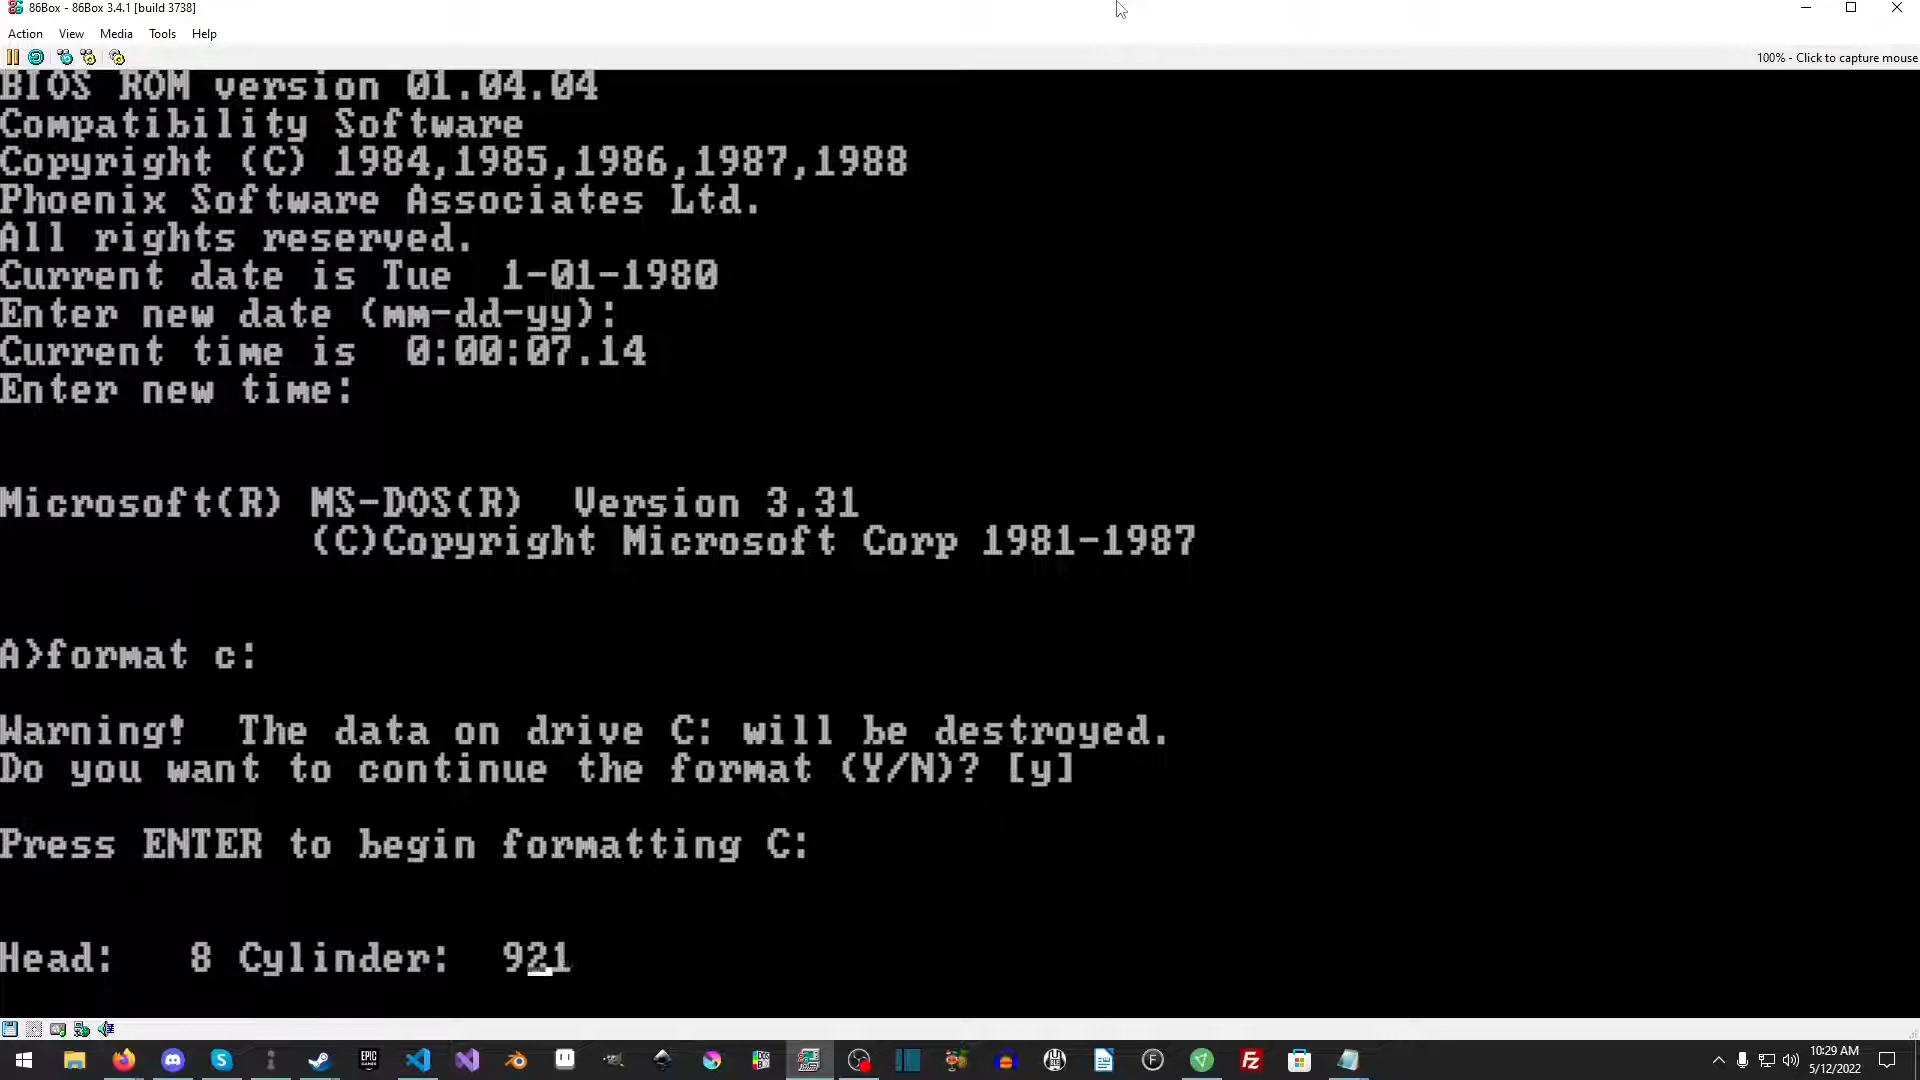 86Box - 86Box 3.4.1 [build 3738]
Action View Media Tools Help
100% - Click to capture mouse
BIOS ROM version 01.04.04
Compatibility Software
Copyright (C) 1984,1985,1986,1987,1988
Phoenix Software Associates Ltd.
All rights reserved.
Current date is Tue  1-01-1980
Enter new date (mm-dd-yy):
Current time is  0:00:07.14
Enter new time:
Microsoft(R) MS-DOS(R)  Version 3.31
(C)Copyright Microsoft Corp 1981-1987
A>format c:
Warning!  The data on drive C: will be destroyed.
Do you want to continue the format (Y/N)? [y]
Press ENTER to begin formatting C:
Head:   8 Cylinder:  921
EPIC GAMES
10:29 AM
5/12/2022